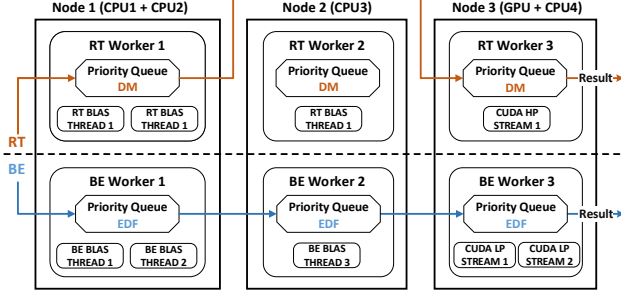 Node 1 (CPU1 + CPU2)
Node 2 (CPU3)
Node 3 (GPU + CPU4)
RT Worker 1
RT Worker 2
RT Worker 3
Priority Queue
DM
Priority Queue
DM
Priority Queue
DM
Result
RT BLAS
THREAD 1
RT BLAS
THREAD 1
RT BLAS
THREAD 1
CUDA HP
STREAM 1
RT
BE
BE Worker 1
BE Worker 2
BE Worker 3
Priority Queue
EDF
Priority Queue
EDF
Priority Queue
EDF
Result
BE BLAS
THREAD 1
BE BLAS
THREAD 2
BE BLAS
THREAD 3
CUDA LP
STREAM 1
CUDA LP
STREAM 2